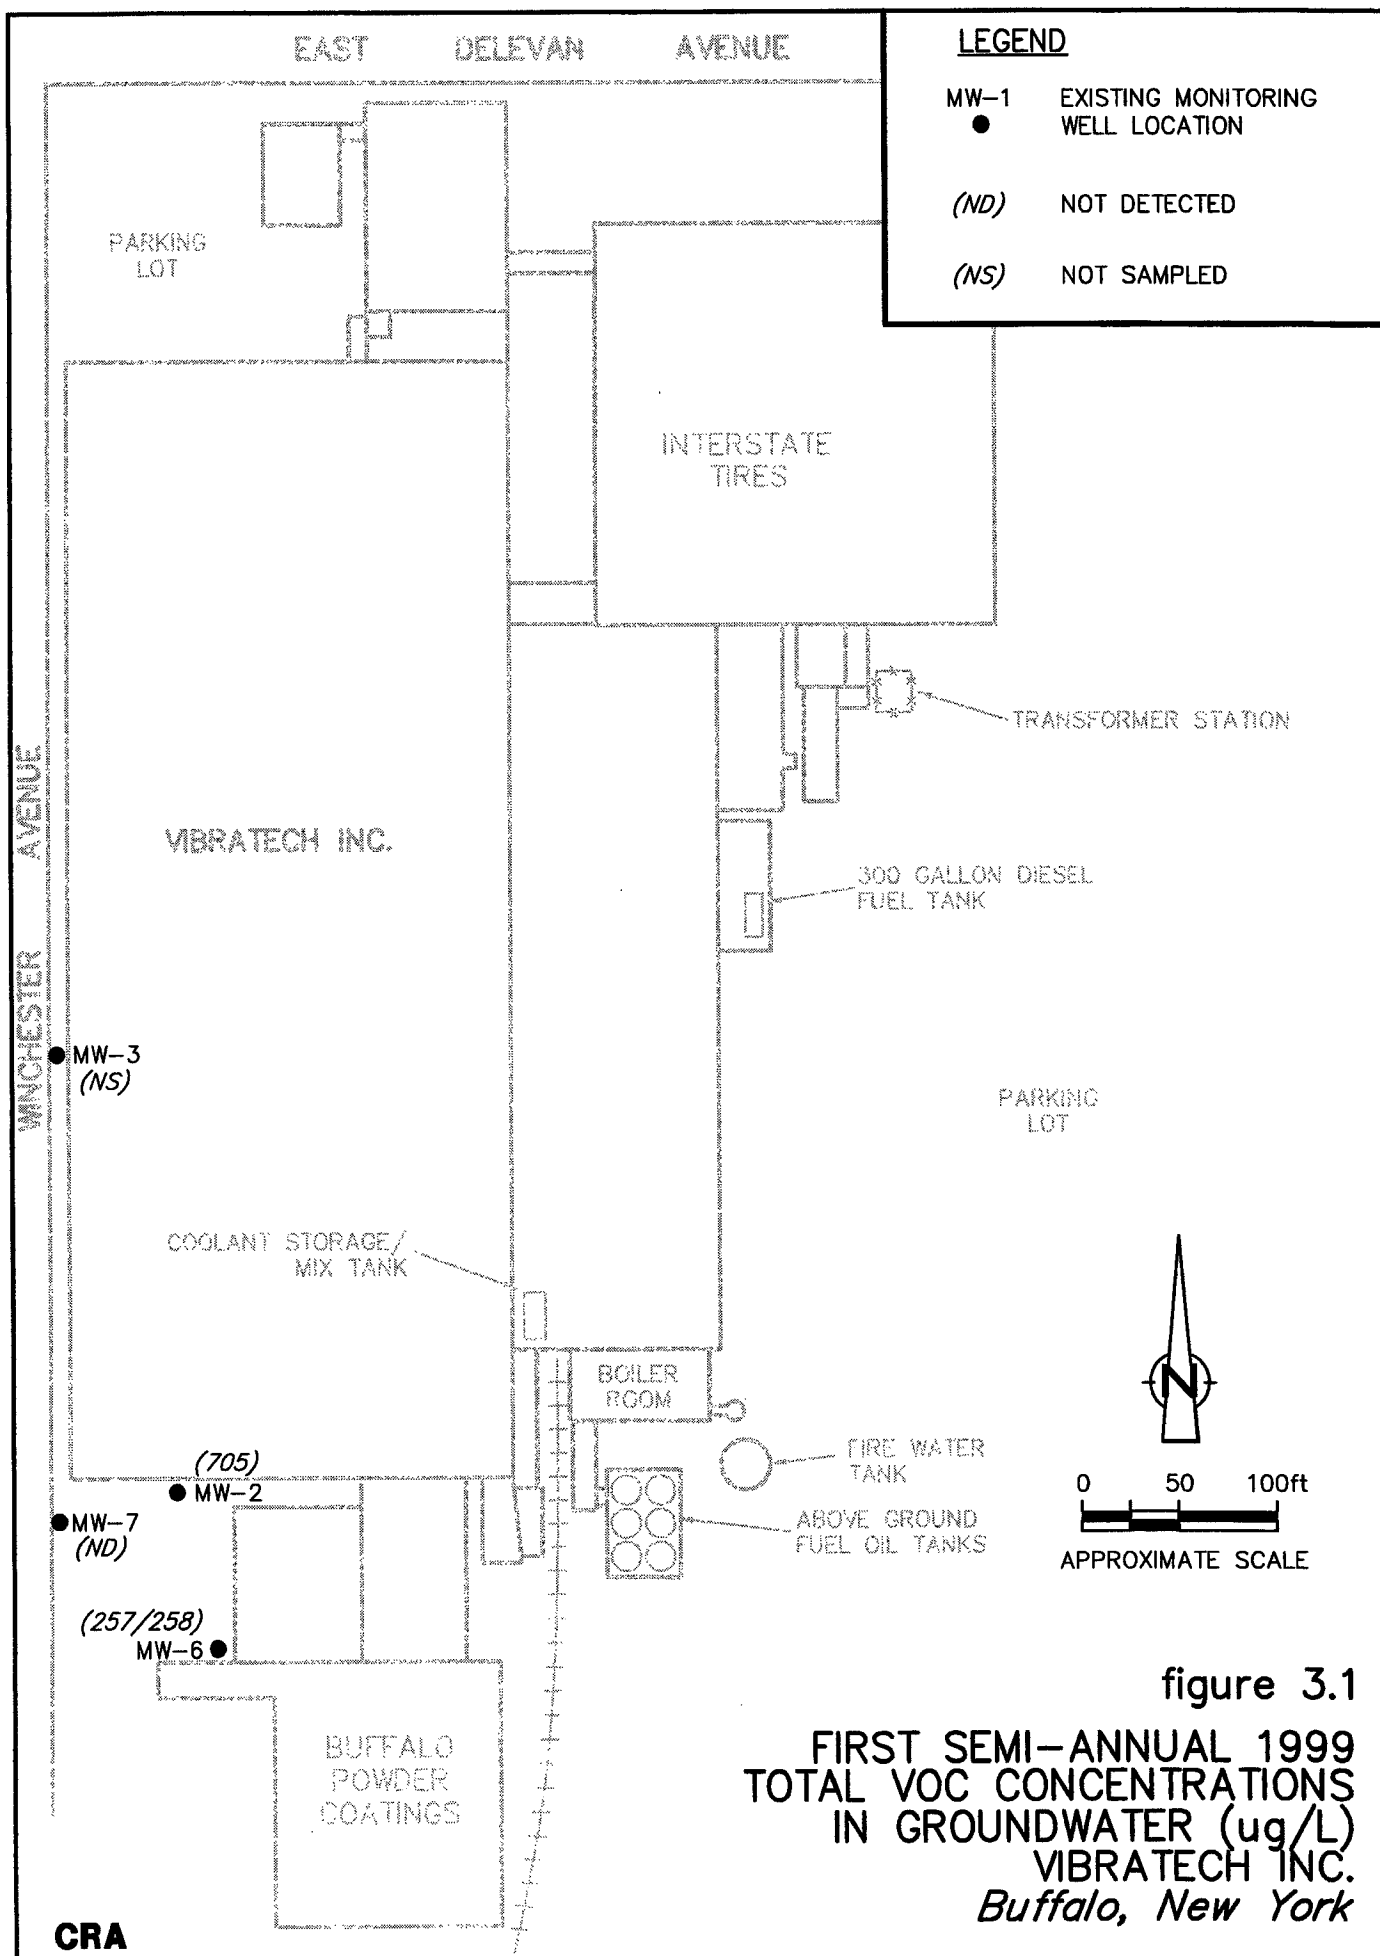 EAST DELEVAN AVENUE
LEGEND
MW-1 EXISTING MONITORING
WELL LOCATION
(ND) NOT DETECTED
(NS) NOT SAMPLED
PARKING
LOT
INTERSTATE
TIRES
TRANSFORMER STATION
WINCHESTER AVENUE
VIBRATECH INC.
300 GALLON DIESEL
FUEL TANK
MW-3
(NS)
PARKING
LOT
COOLANT STORAGE/
MIX TANK
BOILER
ROOM
N
FIRE WATER
TANK
(705)
MW-2
0 50 100ft
APPROXIMATE SCALE
MW-7
(ND)
ABOVE GROUND
FUEL OIL TANKS
(257/258)
MW-6
BUFFALO
POWDER
COATINGS
figure 3.1
FIRST SEMI-ANNUAL 1999
TOTAL VOC CONCENTRATIONS
IN GROUNDWATER (ug/L)
VIBRATECH INC.
Buffalo, New York
CRA